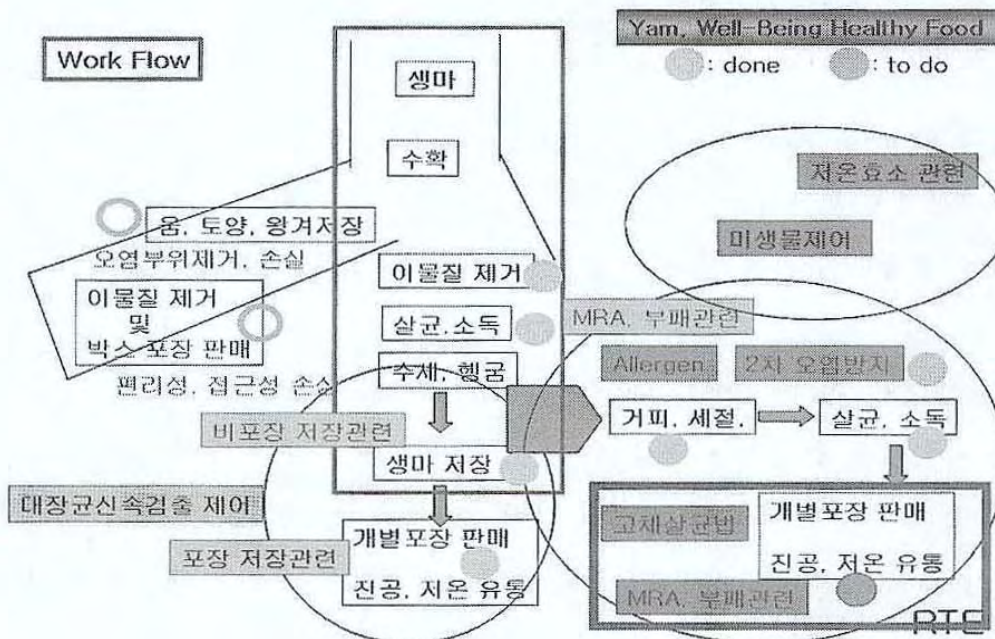 Work Flow
Yam, Well-Being Healthy Food
: done
: to do
생마
수확
움, 토양, 왕겨저장
오염부위제거, 손실
이물질 제거
및
박스 포장 판매
편리성, 접근성 손실
저온효소 관련
미생물제어
이물질 제거
살균.소독
수세, 헹굼
MRA, 부패관련
Allergen
2차 오염방지
거피, 세절,
살균, 소독
비포장 저장관련
생마 저장
대장균신속검출 제어
포장 저장관련
개별포장 판매
진공, 저온 유통
고체살균법
개별포장 판매
진공, 저온 유통
MRA, 부패관련
RTE